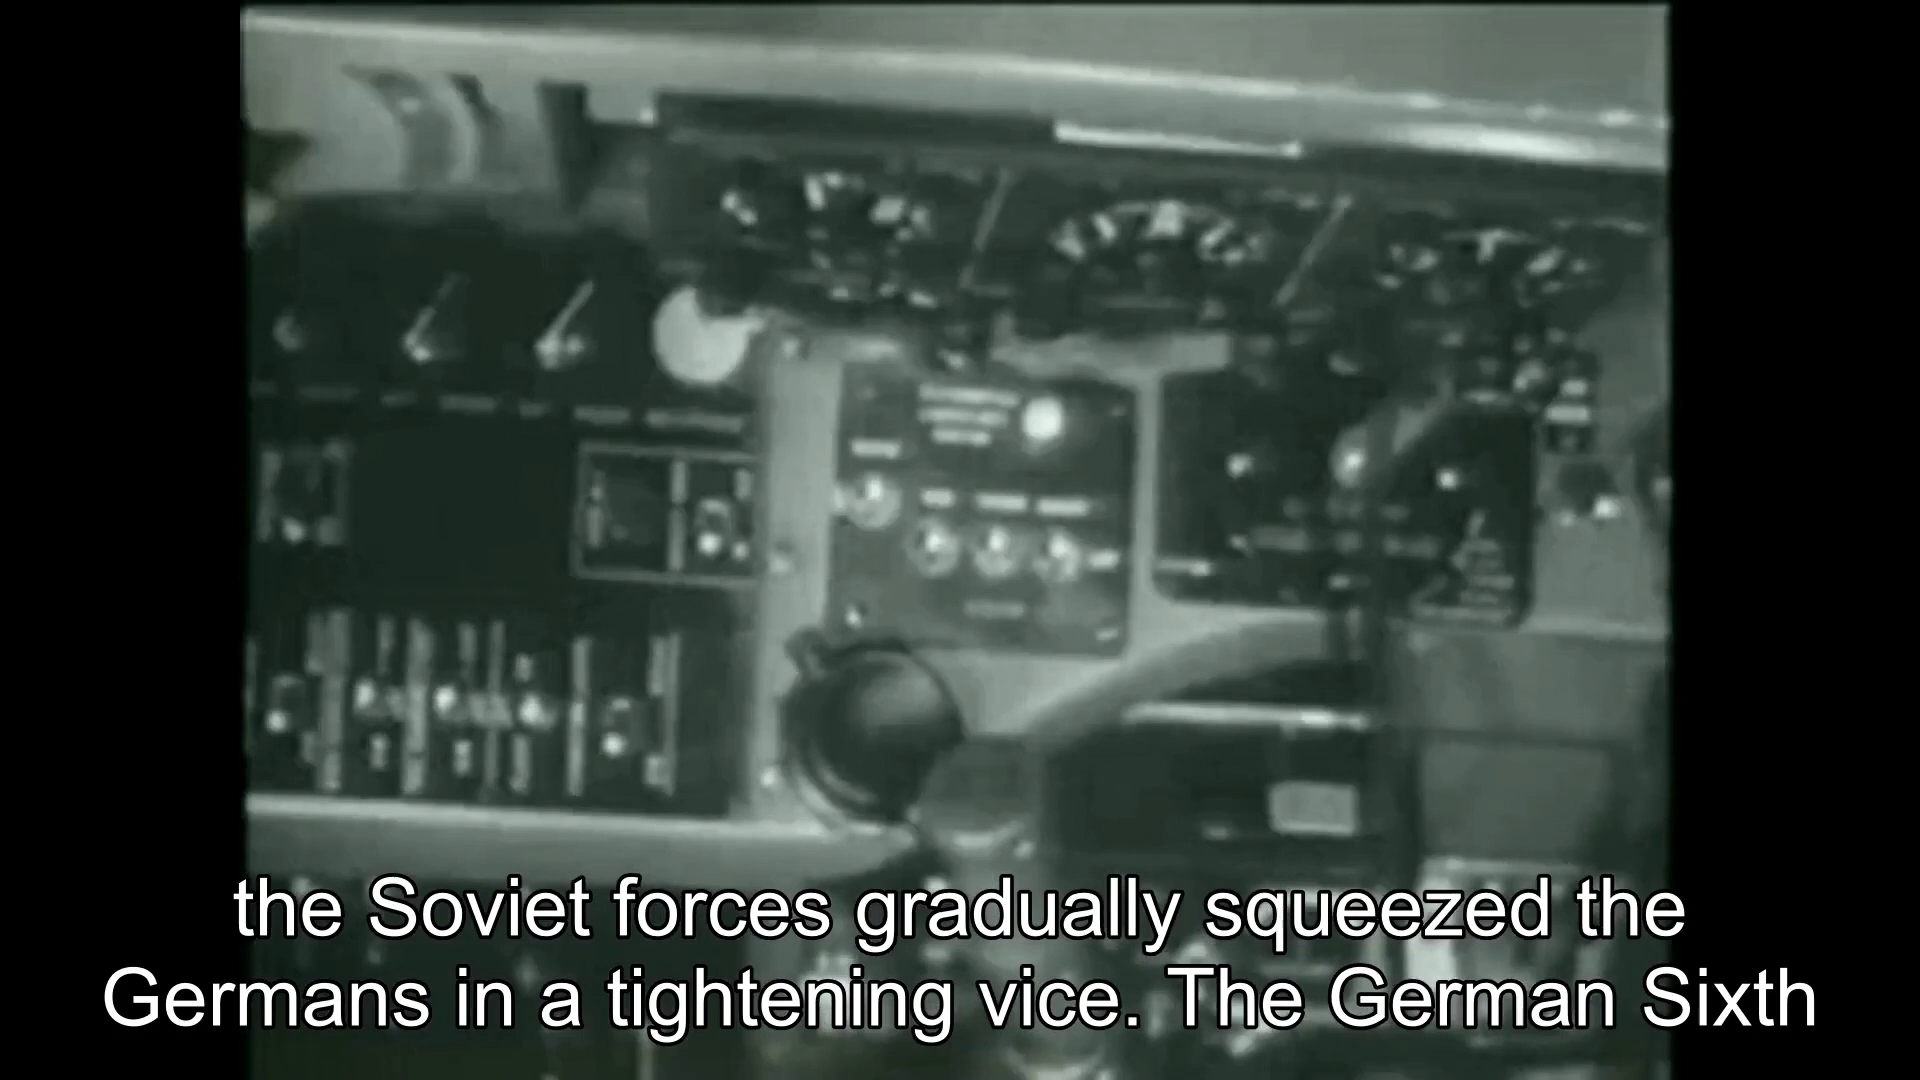 the Soviet forces gradually squeezed the
Germans in a tightening vice. The German Sixth